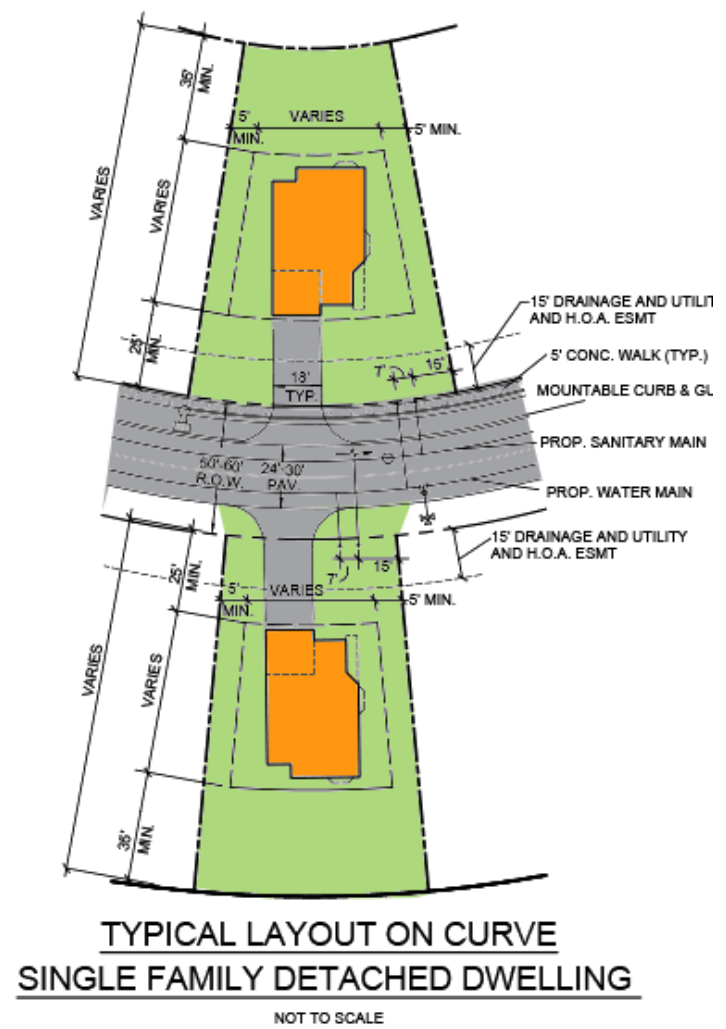 35'
MIN.
5'
VARIES
MIN.
5' MIN.
VARIES
VARIES
25'
MIN.
15' DRAINAGE AND UTILIT
AND H.O.A. ESMT
7'
15'
5' CONC. WALK (TYP.)
18'
TYP.
MOUNTABLE CURB & GU
PROP. SANITARY MAIN
50'-60'
R.O.W.
24'-30'
PAV.
PROP. WATER MAIN
15' DRAINAGE AND UTILITY
AND H.O.A. ESMT
25'
MIN.
7'
15'
5'
VARIES
MIN.
5' MIN.
VARIES
VARIES
35'
MIN.
TYPICAL LAYOUT ON CURVE
SINGLE FAMILY DETACHED DWELLING
NOT TO SCALE